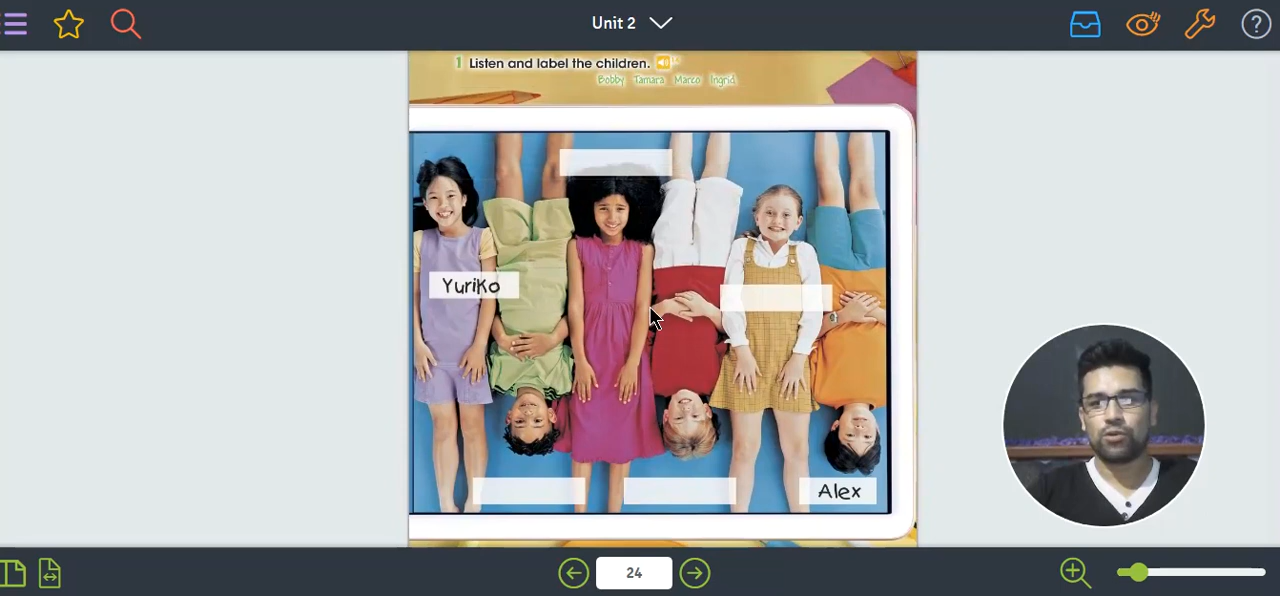 Unit 2
1 Listen and label the children.
Bobby Tamara Marco Ingrid
Yuriko
Alex
24